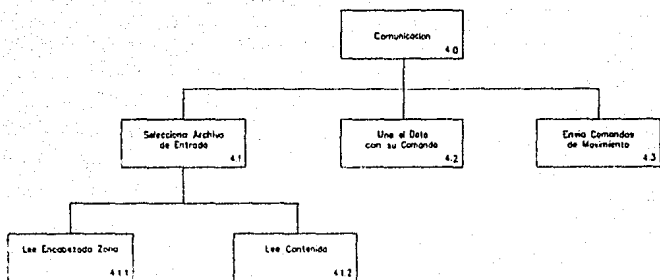 Comunicacion
4.0
Selecciona Archivo
de Entrada
4.1
Une el Dato
con su Comando
4.2
Envia Comandos
de Movimiento
4.3
Lee Encabezado Zona
4.1.1
Lee Contenido
4.1.2